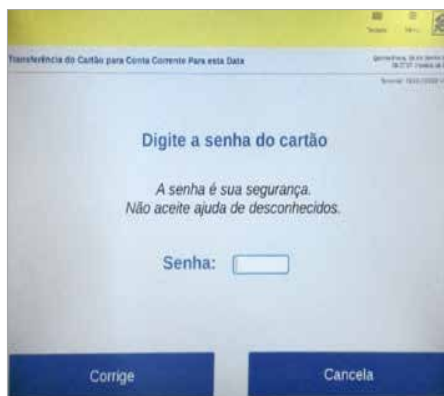 Menu
Transferência do Cartão para Conta Corrente Para esta Data
Digite a senha do cartão
A senha é sua segurança.
Não aceite ajuda de desconhecidos.
Senha:
Corrige
Cancela